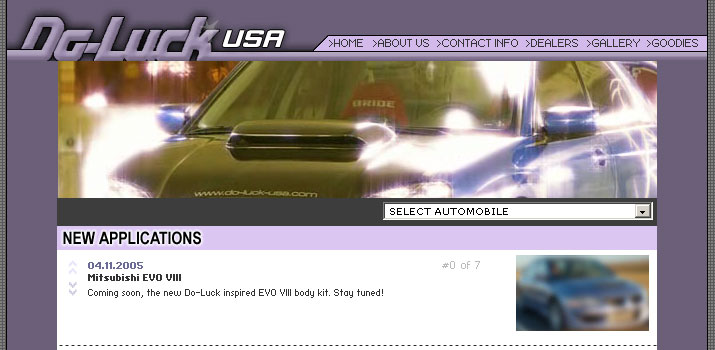 Do-Luck USA
>HOME >ABOUT US >CONTACT INFO >DEALERS >GALLERY >GOODIES
BRIDE
www.do-luck-usa.com
SELECT AUTOMOBILE
NEW APPLICATIONS
04.11.2005 #0 of 7
Mitsubishi EVO VIII
Coming soon, the new Do-Luck inspired EVO VIII body kit. Stay tuned!